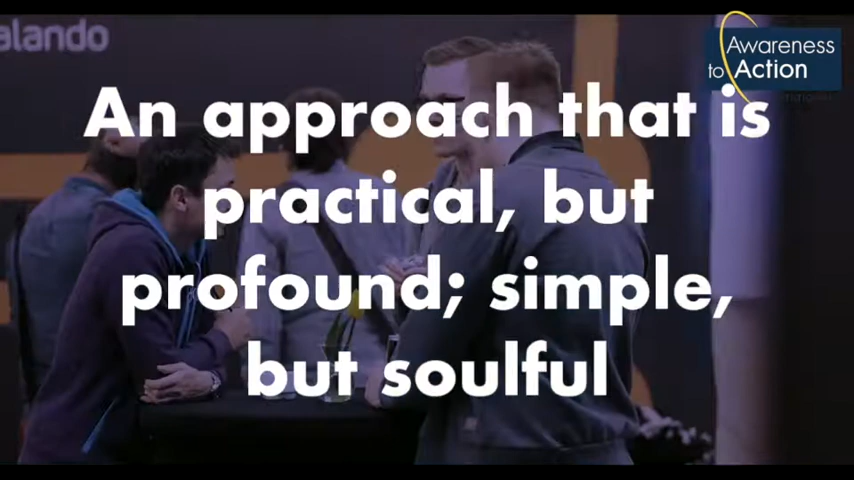 alando
Awareness
to Action
An approach that is
practical, but
profound; simple,
but soulful